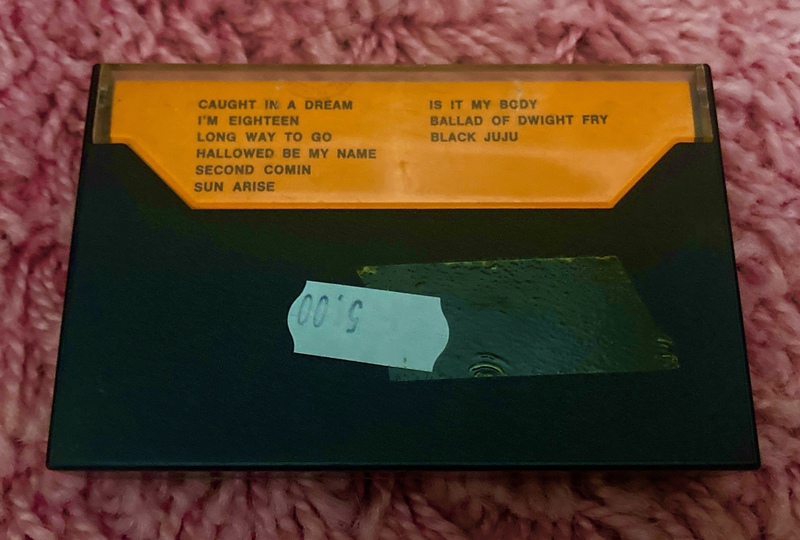 CAUGHT IN A DREAM
I'M EIGHTEEN
LONG WAY TO GO
HALLOWED BE MY NAME
SECOND COMIN
SUN ARISE
IS IT MY BODY
BALLAD OF DWIGHT FRY
BLACK JUJU
5,00